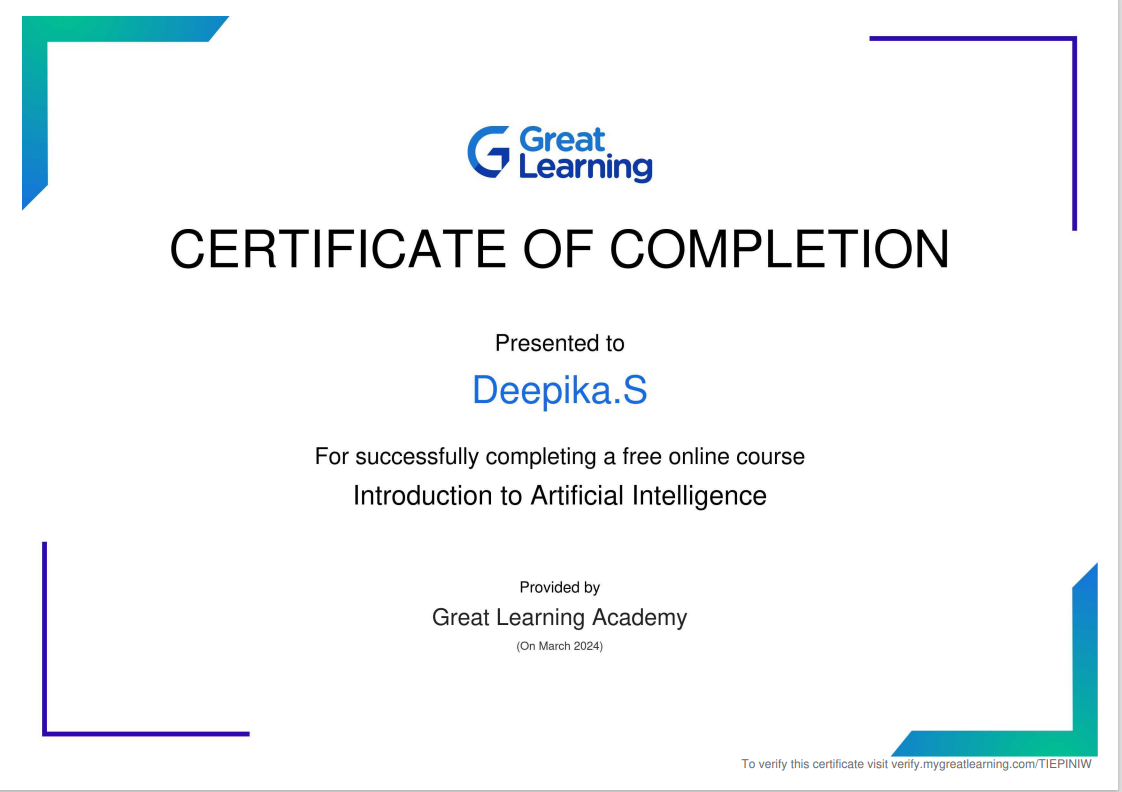 Great
Learning
CERTIFICATE OF COMPLETION
Presented to
Deepika.S
For successfully completing a free online course
Introduction to Artificial Intelligence
Provided by
Great Learning Academy
(On March 2024)
To verify this certificate visit verify.mygreatlearning.com/TIEPINIW